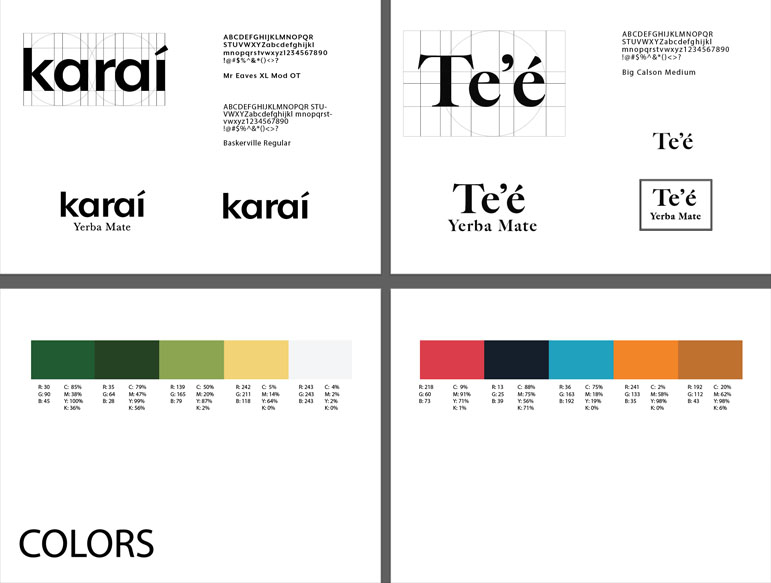 karaí
ABCDEFGHIJKLMNOPQR
STUVWXYZabcdefghijkl
mnopqrstvwxyz1234567890
!@#$%^&*()<>?
Mr Eaves XL Mod OT
ABCDEFGHIJKLMNOPQR STU-
VWXYZabcdefghijkl mnopqrst-
vwxyz1234567890
!@#$%^&*()<>?
Baskerville Regular
karaí
Yerba Mate
karaí
Te’é
ABCDEFGHIJKLMNOPQR
STUVWXYZabcdefghijkl
mnopqrstvwxyz1234567890
!@#$%^&*()<>?
Big Calson Medium
Te’é
Te’é
Yerba Mate
Te’é
Yerba Mate
R: 30 C: 85% R: 35 C: 79% R: 139 C: 50% R: 242 C: 5% R: 243 C: 4%
G: 90 M: 38% G: 64 M: 47% G: 165 M: 20% G: 211 M: 14% G: 243 M: 2%
B: 45 Y: 100% B: 28 Y: 99% B: 79 Y: 87% B: 118 Y: 64% B: 243 Y: 2%
K: 36% K: 56% K: 2% K: 0% K: 0%
COLORS
R: 218 C: 9% R: 13 C: 88% R: 36 C: 75% R: 241 C: 2% R: 192 C: 20%
G: 60 M: 91% G: 25 M: 75% G: 163 M: 18% G: 133 M: 58% G: 112 M: 62%
B: 73 Y: 71% B: 39 Y: 56% B: 192 Y: 19% B: 35 Y: 98% B: 43 Y: 98%
K: 1% K: 71% K: 0% K: 0% K: 6%